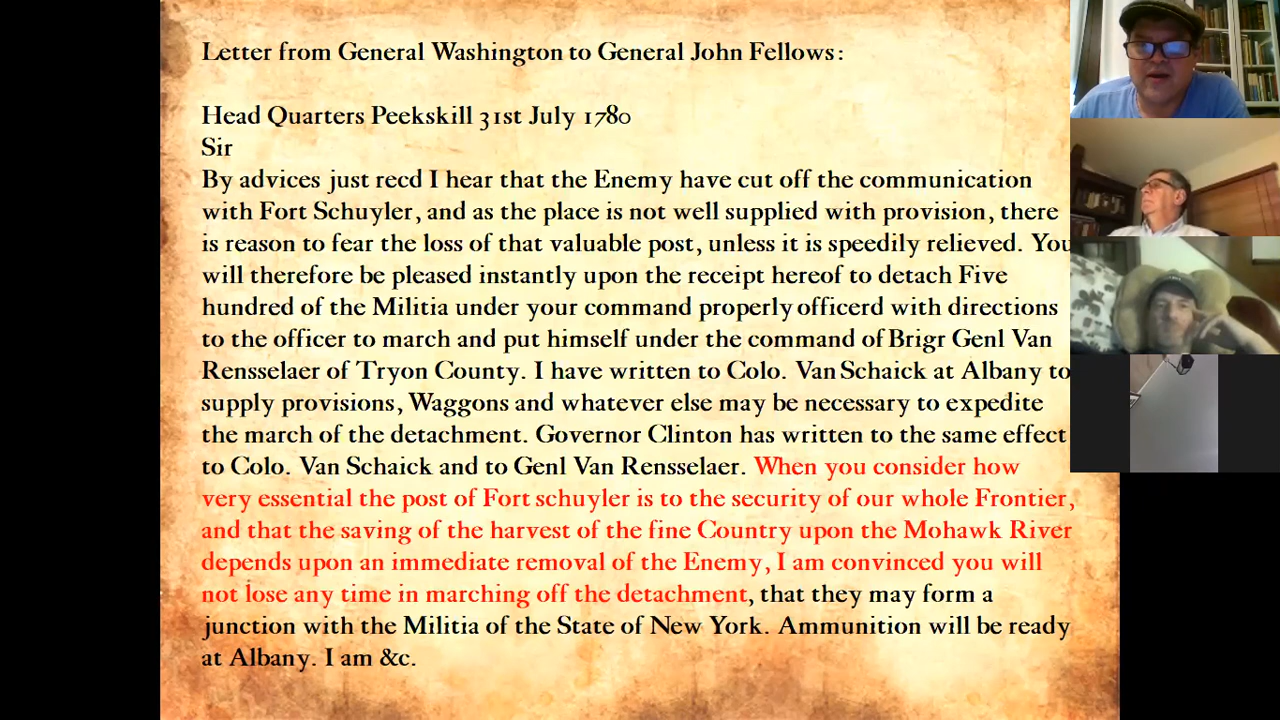 Letter from General Washington to General John Fellows:
Head Quarters Peekskill 31st July 1780
Sir
By advices just recd I hear that the Enemy have cut off the communication
with Fort Schuyler, and as the place is not well supplied with provision, there
is reason to fear the loss of that valuable post, unless it is speedily relieved. You
will therefore be pleased instantly upon the receipt hereof to detach Five
hundred of the Militia under your command properly officerd with directions
to the officer to march and put himself under the command of Brigr Genl Van
Rensselaer of Tryon County. I have written to Colo. Van Schaick at Albany to
supply provisions, Waggons and whatever else may be necessary to expedite
the march of the detachment. Governor Clinton has written to the same effect
to Colo. Van Schaick and to Genl Van Rensselaer. When you consider how
very essential the post of Fort schuyler is to the security of our whole Frontier,
and that the saving of the harvest of the fine Country upon the Mohawk River
depends upon an immediate removal of the Enemy, I am convinced you will
not lose any time in marching off the detachment, that they may form a
junction with the Militia of the State of New York. Ammunition will be ready
at Albany. I am &c.